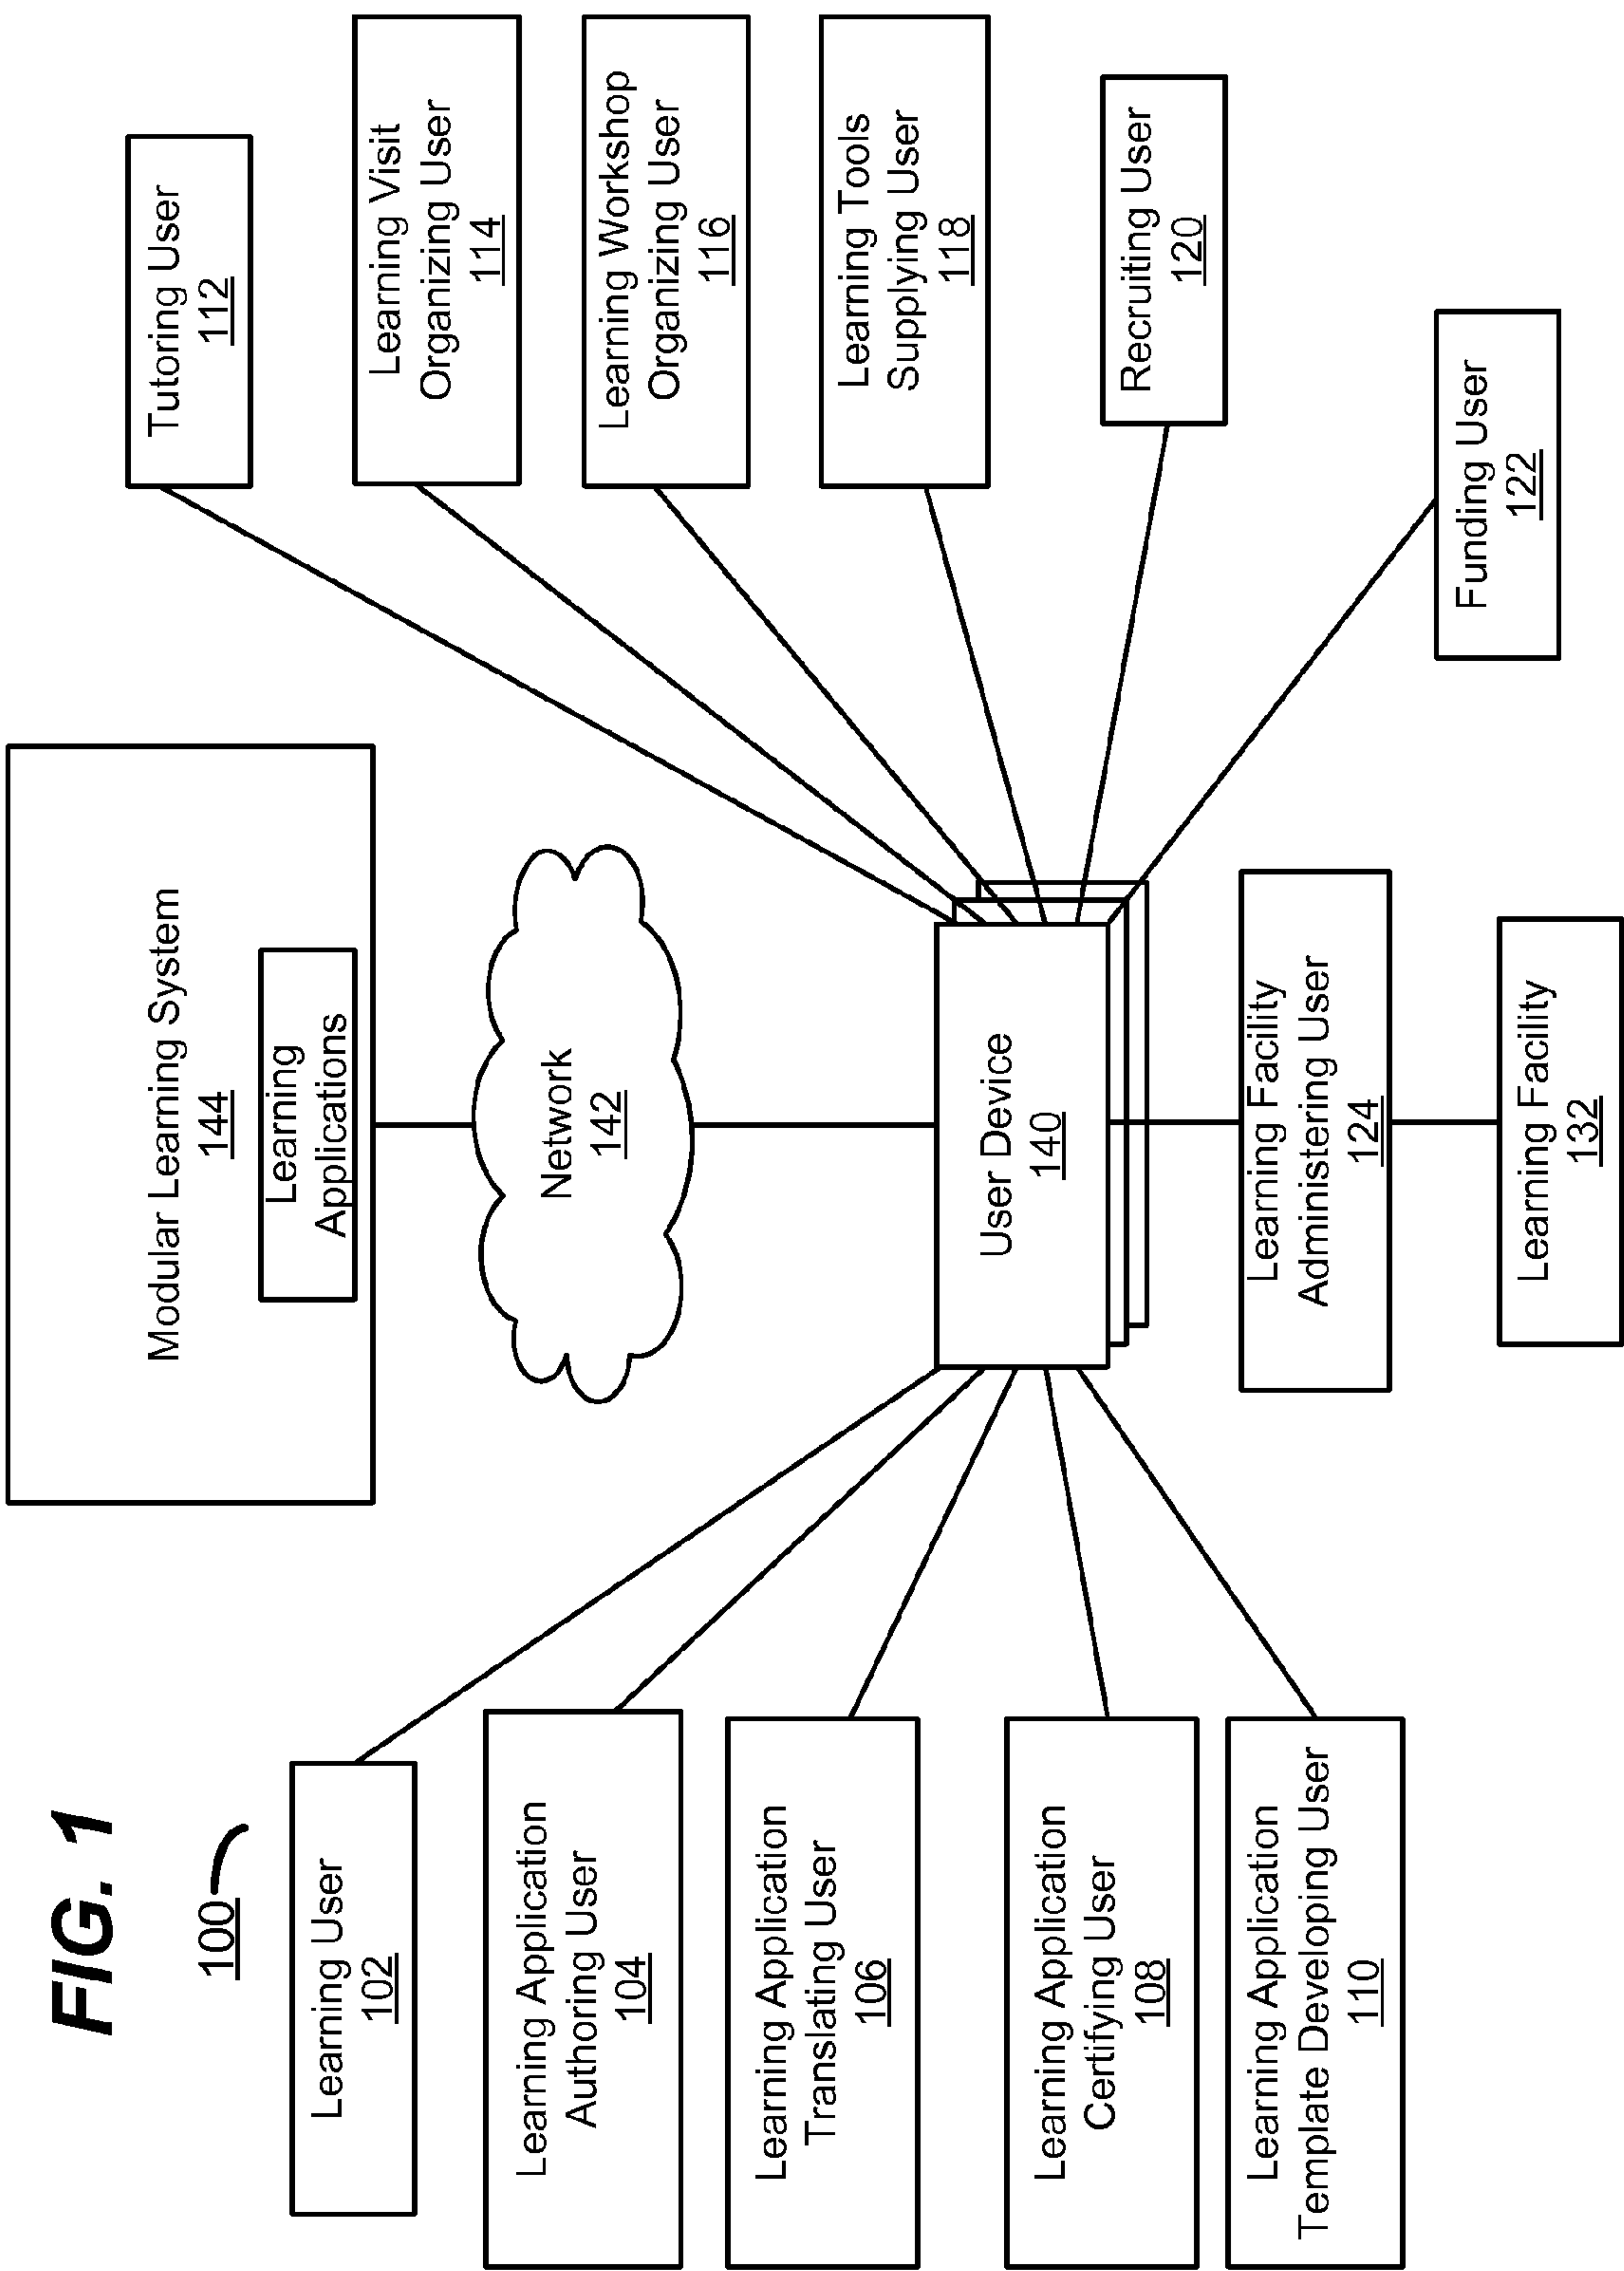 FIG. 1
100
Modular Learning System
144
Learning
Applications
Network
142
User Device
140
Learning User
102
Learning Application
Authoring User
104
Learning Application
Translating User
106
Learning Application
Certifying User
108
Learning Application
Template Developing User
110
Tutoring User
112
Learning Visit
Organizing User
114
Learning Workshop
Organizing User
116
Learning Tools
Supplying User
118
Recruiting User
120
Funding User
122
Learning Facility
Administering User
124
Learning Facility
132